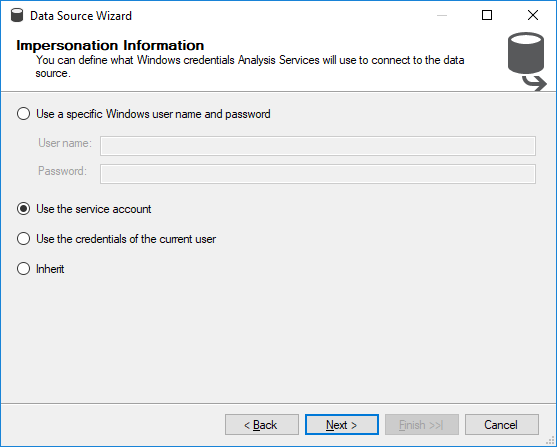 Data Source Wizard
Impersonation Information
You can define what Windows credentials Analysis Services will use to connect to the data
source.
Use a specific Windows user name and password
User name:
Password:
Use the service account
Use the credentials of the current user
Inherit
< Back
Next >
Finish >>|
Cancel